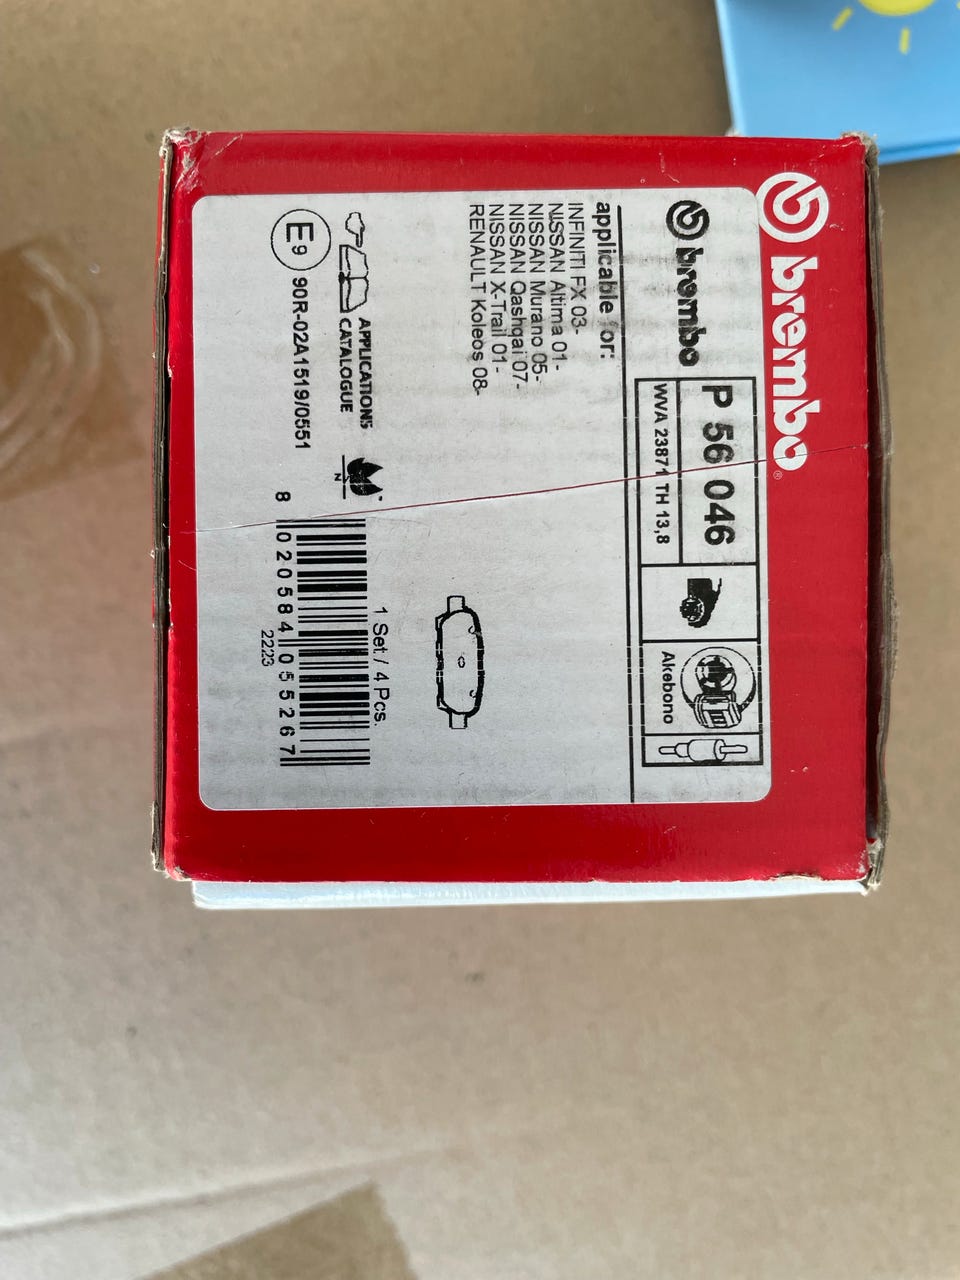 brembo®
brembo
P 56 046
WVA 23871 TH 13,8
Akebono
applicable for:
INFINITI FX 03-
NISSAN Altima 01-
NISSAN Murano 05-
NISSAN Qashqai 07-
NISSAN X-Trail 01-
RENAULT Koleos 08-
1 Set / 4 Pcs.
APPLICATIONS
CATALOGUE
N
™
E9 90R-02A1519/0551
8 020584 055267
2223